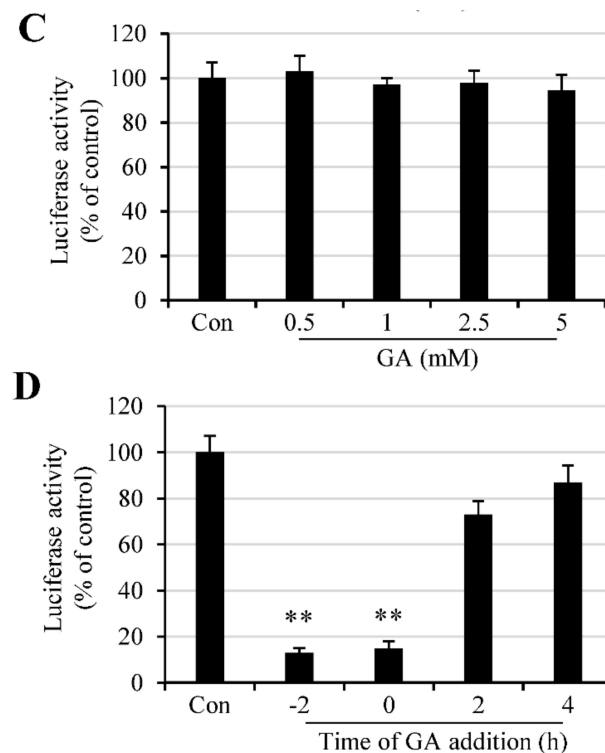 C
Luciferase activity
(% of control)
120
100
80
60
40
20
0
Con 0.5 1 2.5 5
GA (mM)
D
Luciferase activity
(% of control)
120
100
80
60
40
20
0
** **
Con -2 0 2 4
Time of GA addition (h)